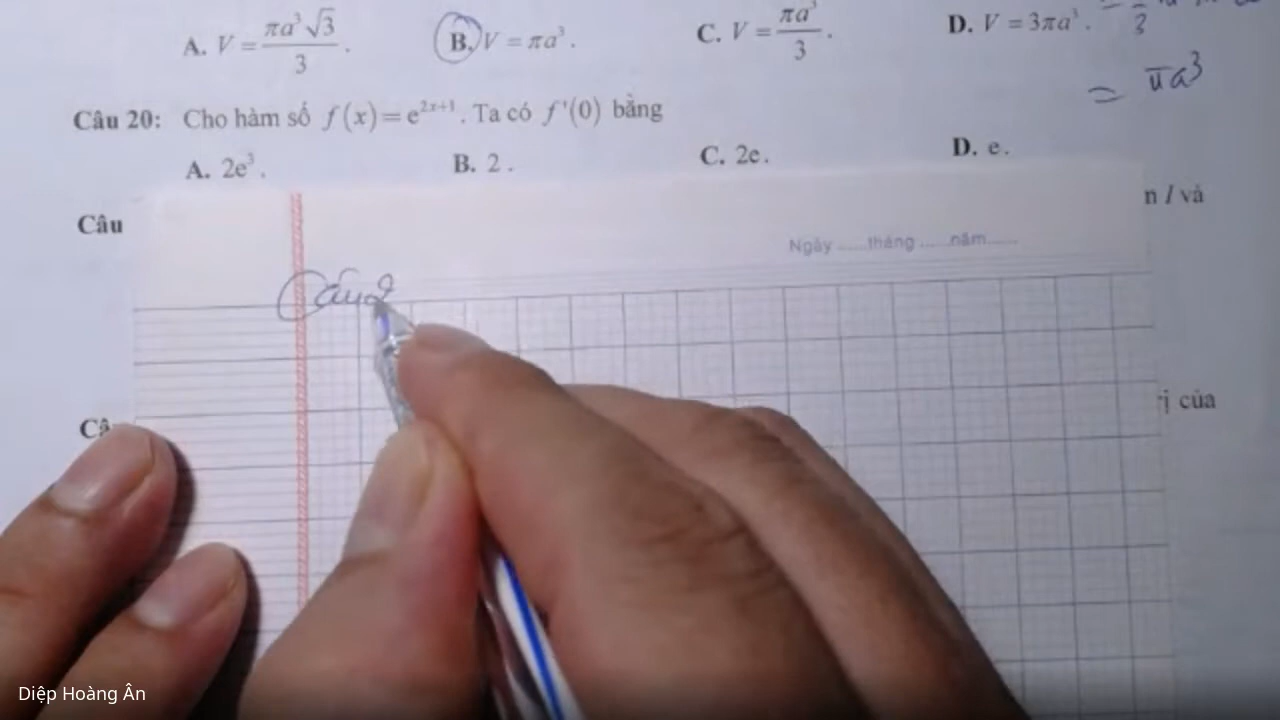 A. V = πa³√3/3 . B. V = πa³ . C. V = πa³/3 . D. V = 3πa³ .
= πa³
Câu 20: Cho hàm số f(x) = e^(2x+1) . Ta có f'(0) bằng
A. 2e³ . B. 2 . C. 2e . D. e .
Câu n l và
Ngày ......tháng ......năm......
Câu 2
rị của
Diệp Hoàng Ân